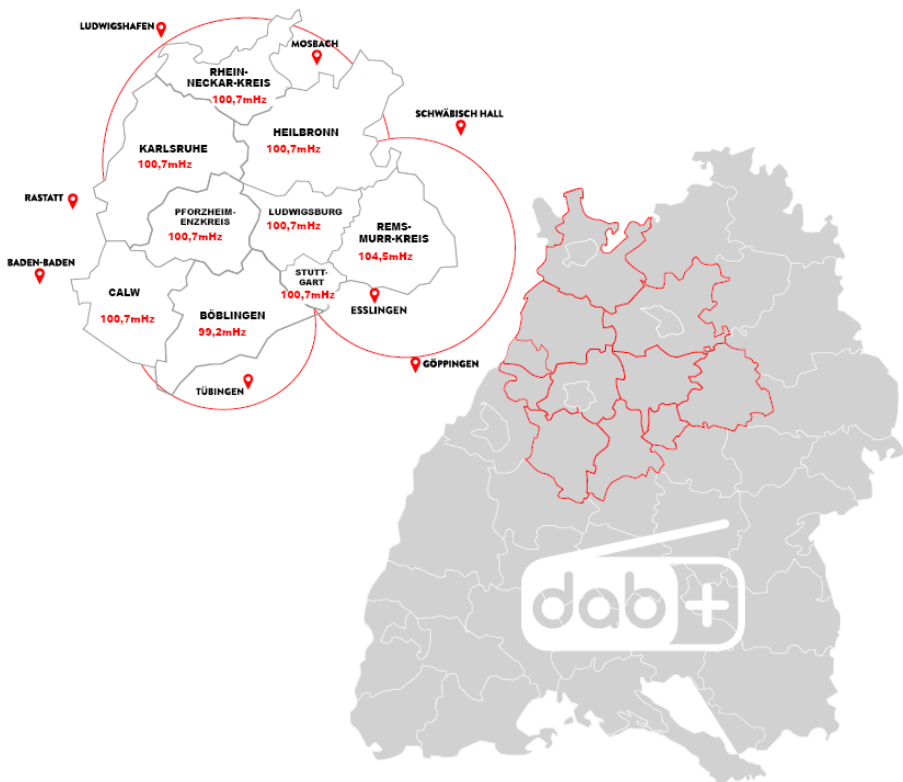 LUDWIGSHAFEN
MOSBACH
RHEIN-
NECKAR-KREIS
100,7mHz
SCHWÄBISCH HALL
HEILBRONN
100,7mHz
KARLSRUHE
100,7mHz
RASTATT
PFORZHEIM-
ENZKREIS
100,7mHz
LUDWIGSBURG
100,7mHz
REMS-
MURR-KREIS
104,5mHz
BADEN-BADEN
STUTT-
GART
100,7mHz
CALW
100,7mHz
BÖBLINGEN
99,2mHz
ESSLINGEN
GÖPPINGEN
TÜBINGEN
dab+